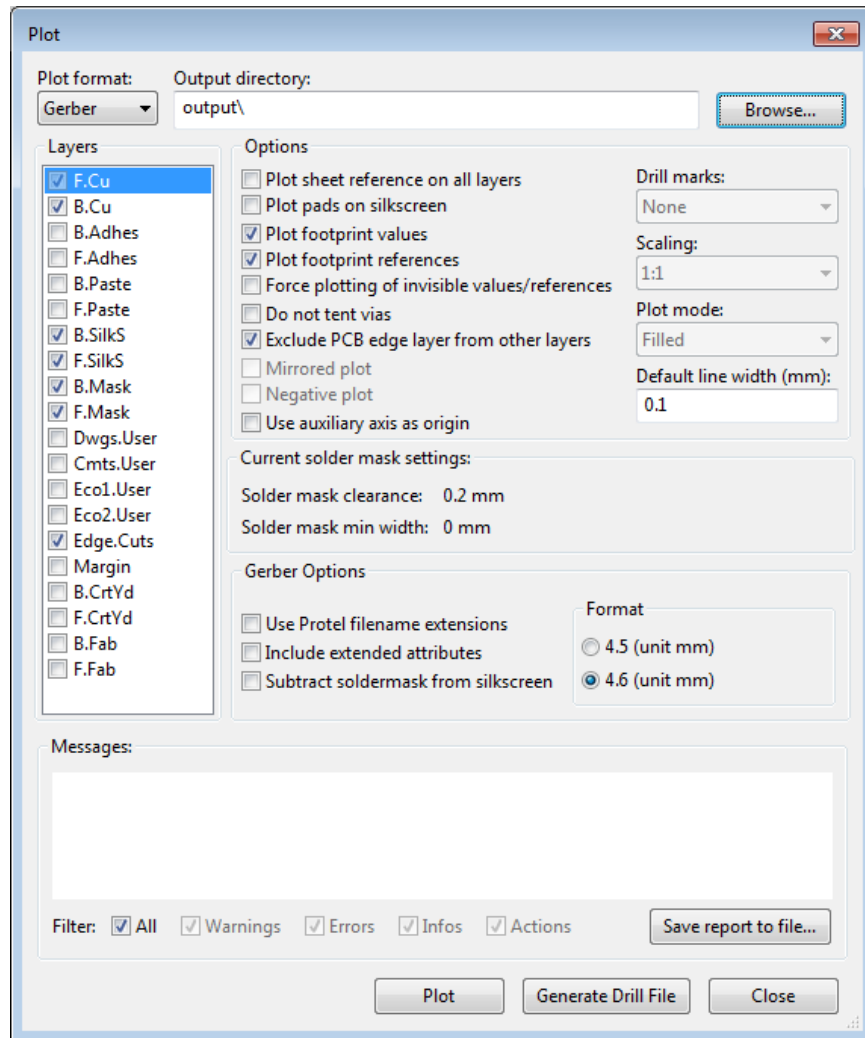 Plot
Plot format:
Output directory:
Gerber
output\
Browse...
Layers
F.Cu
B.Cu
B.Adhes
F.Adhes
B.Paste
F.Paste
B.SilkS
F.SilkS
B.Mask
F.Mask
Dwgs.User
Cmts.User
Eco1.User
Eco2.User
Edge.Cuts
Margin
B.CrtYd
F.CrtYd
B.Fab
F.Fab
Options
Plot sheet reference on all layers
Plot pads on silkscreen
Plot footprint values
Plot footprint references
Force plotting of invisible values/references
Do not tent vias
Exclude PCB edge layer from other layers
Mirrored plot
Negative plot
Use auxiliary axis as origin
Drill marks:
None
Scaling:
1:1
Plot mode:
Filled
Default line width (mm):
0.1
Current solder mask settings:
Solder mask clearance: 0.2 mm
Solder mask min width: 0 mm
Gerber Options
Use Protel filename extensions
Include extended attributes
Subtract soldermask from silkscreen
Format
4.5 (unit mm)
4.6 (unit mm)
Messages:
Filter: All Warnings Errors Infos Actions
Save report to file...
Plot
Generate Drill File
Close